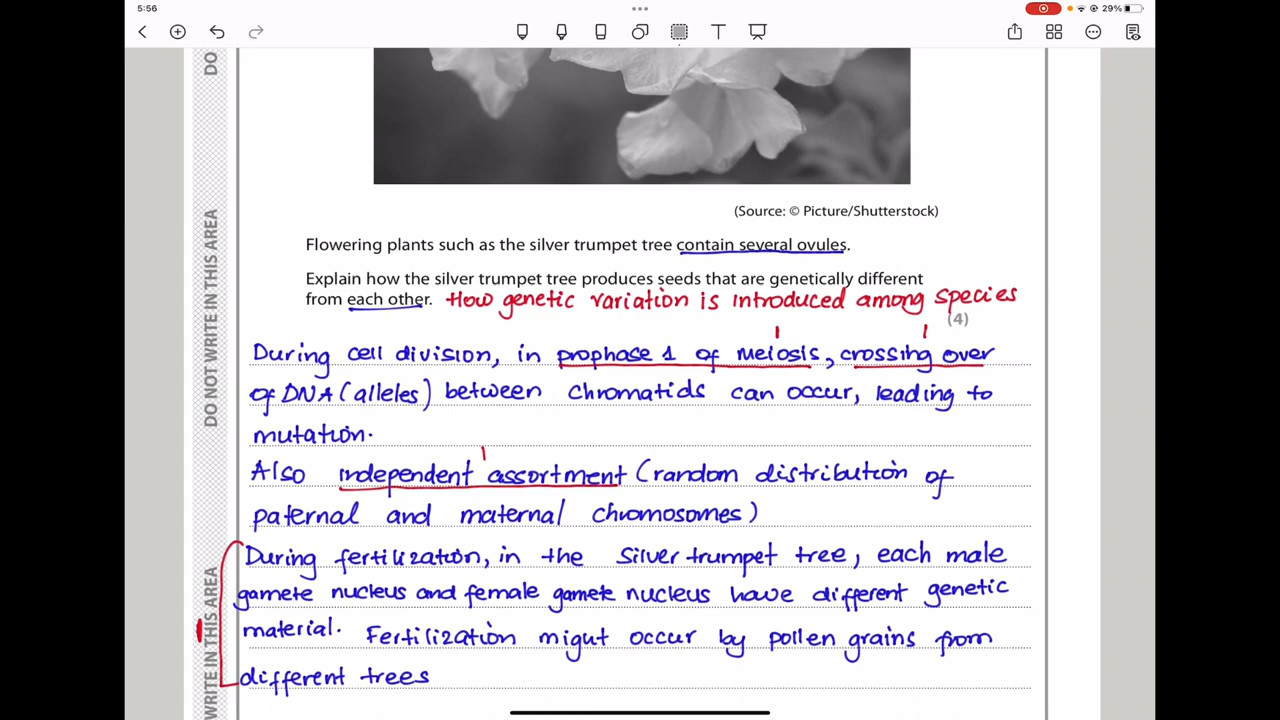 5:56
29%
DO
DO NOT WRITE IN THIS AREA
WRITE IN THIS AREA
(Source: © Picture/Shutterstock)
Flowering plants such as the silver trumpet tree contain several ovules.
Explain how the silver trumpet tree produces seeds that are genetically different
from each other. How genetic variation is introduced among species
(4)
During cell division, in prophase 1 of meiosis, crossing over
of DNA (alleles) between chromatids can occur, leading to
mutation.
Also independent assortment (random distribution of
paternal and maternal chromosomes)
During fertilization, in the silver trumpet tree, each male
gamete nucleus and female gamete nucleus have different genetic
material. Fertilization might occur by pollen grains from
different trees